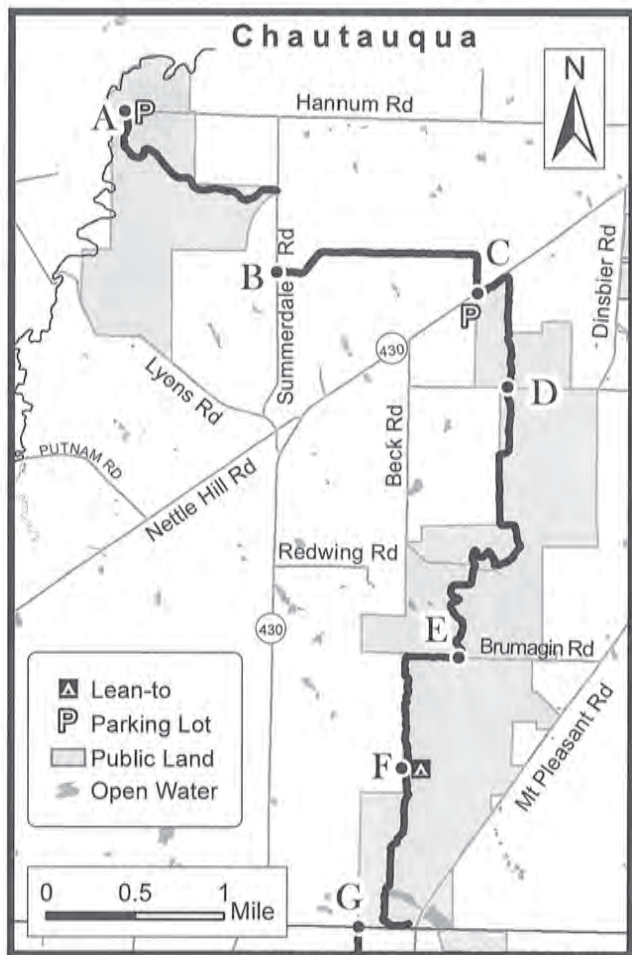 Chautauqua
N
Hannum Rd
A
P
Summerdale Rd
B
C
P
Dinsbier Rd
430
Lyons Rd
D
Beck Rd
PUTNAM RD
Nettle Hill Rd
Redwing Rd
430
E
Brumagin Rd
Mt Pleasant Rd
Lean-to
P Parking Lot
Public Land
Open Water
F
0 0.5 1
Mile
G